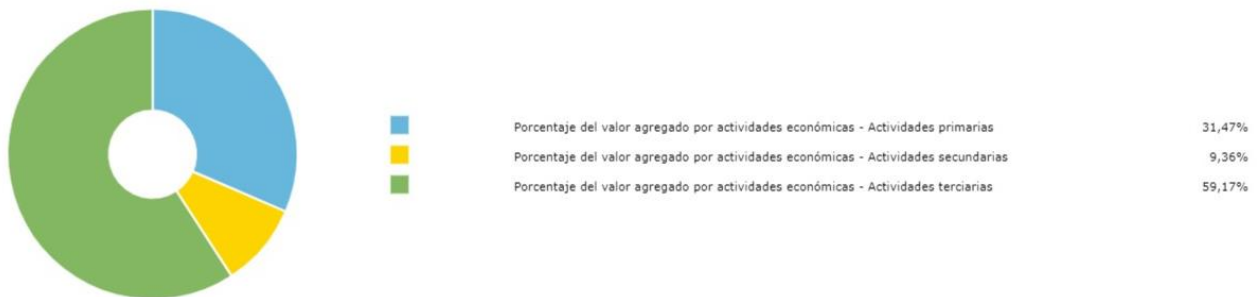 Porcentaje del valor agregado por actividades económicas - Actividades primarias 31,47%
Porcentaje del valor agregado por actividades económicas - Actividades secundarias 9,36%
Porcentaje del valor agregado por actividades económicas - Actividades terciarias 59,17%